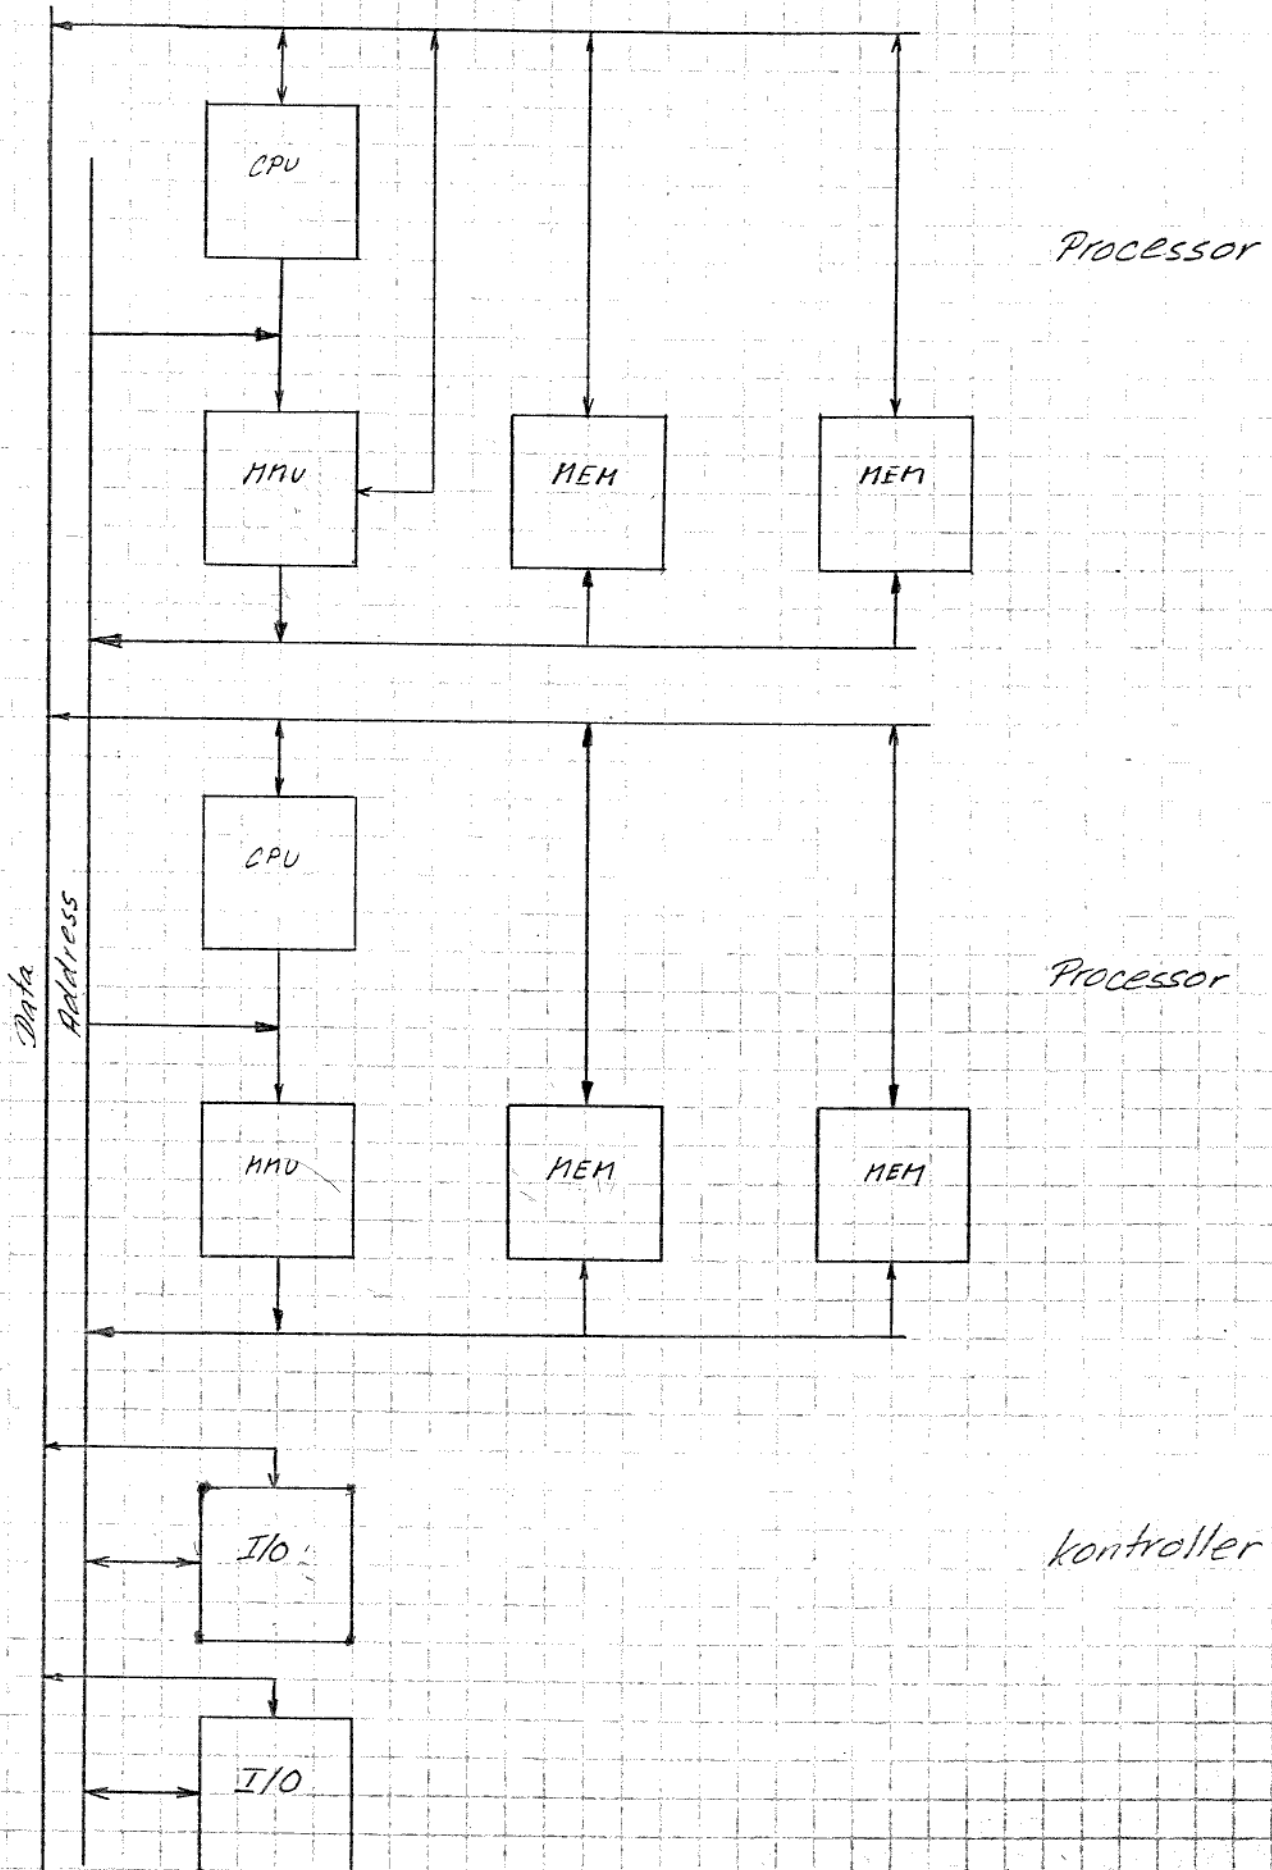 CPU
Processor
MMU
MEM
MEM
CPU
Data
Address
Processor
MMU
MEM
MEM
I/O
kontroller
I/O